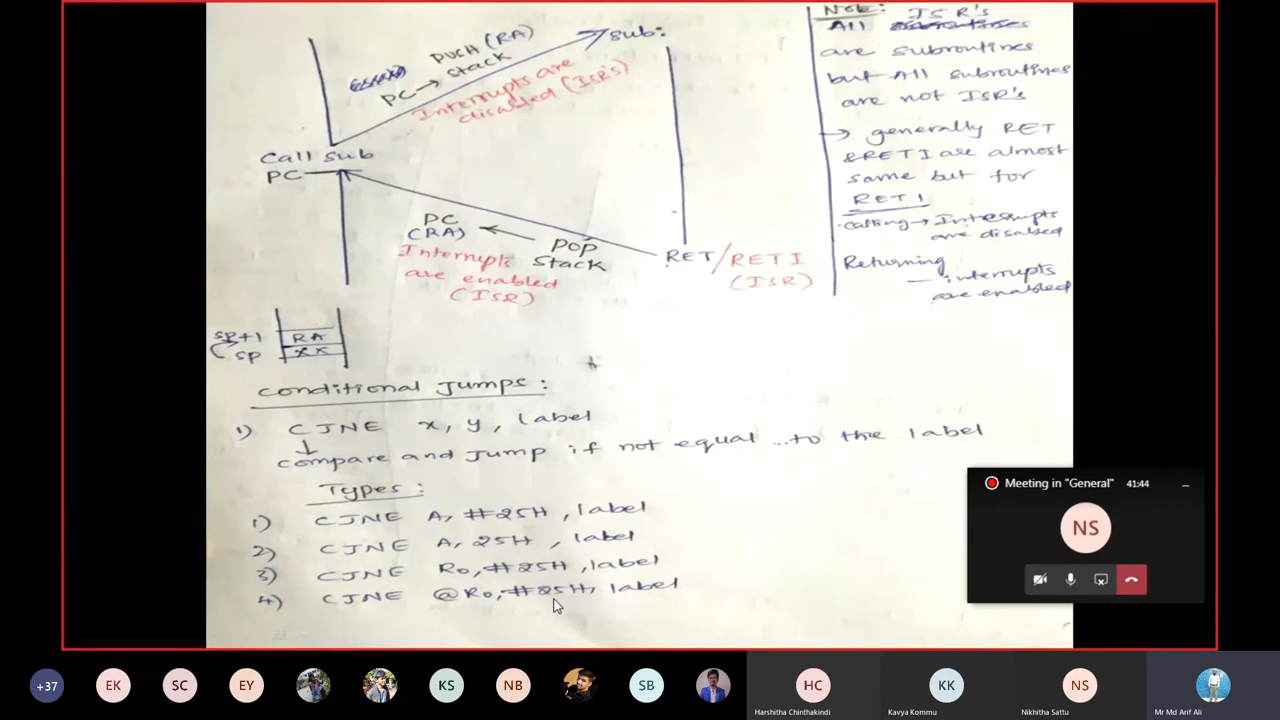 PUSH (RA)
PC → stack
sub:
Interrupts are
disabled (ISR's)
Call sub
PC
PC
(RA)
POP
stack
Interrupts
are enabled
(ISR)
RET/RETI
(ISR)
Note: ISR's
All
are subroutines
but All subroutines
are not ISR's
→ generally RET
& RETI are almost
same but for
RETI
calling → Interrupts
are disabled
Returning
— interrupts
are enabled
SP+1
RA
SP
XX
Conditional Jumps:
1) CJNE x, y, label
compare and Jump if not equal ... to the label
Types:
1) CJNE A, #25H, label
2) CJNE A, 25H, label
3) CJNE R0, #25H, label
4) CJNE @R0, #25H, label
Meeting in "General" 41:44
NS
+37
EK
SC
EY
KS
NB
SB
HC
KK
NS
Harshitha Chinthakindi
Kavya Kommu
Nikhitha Sattu
Mr Md Arif Ali